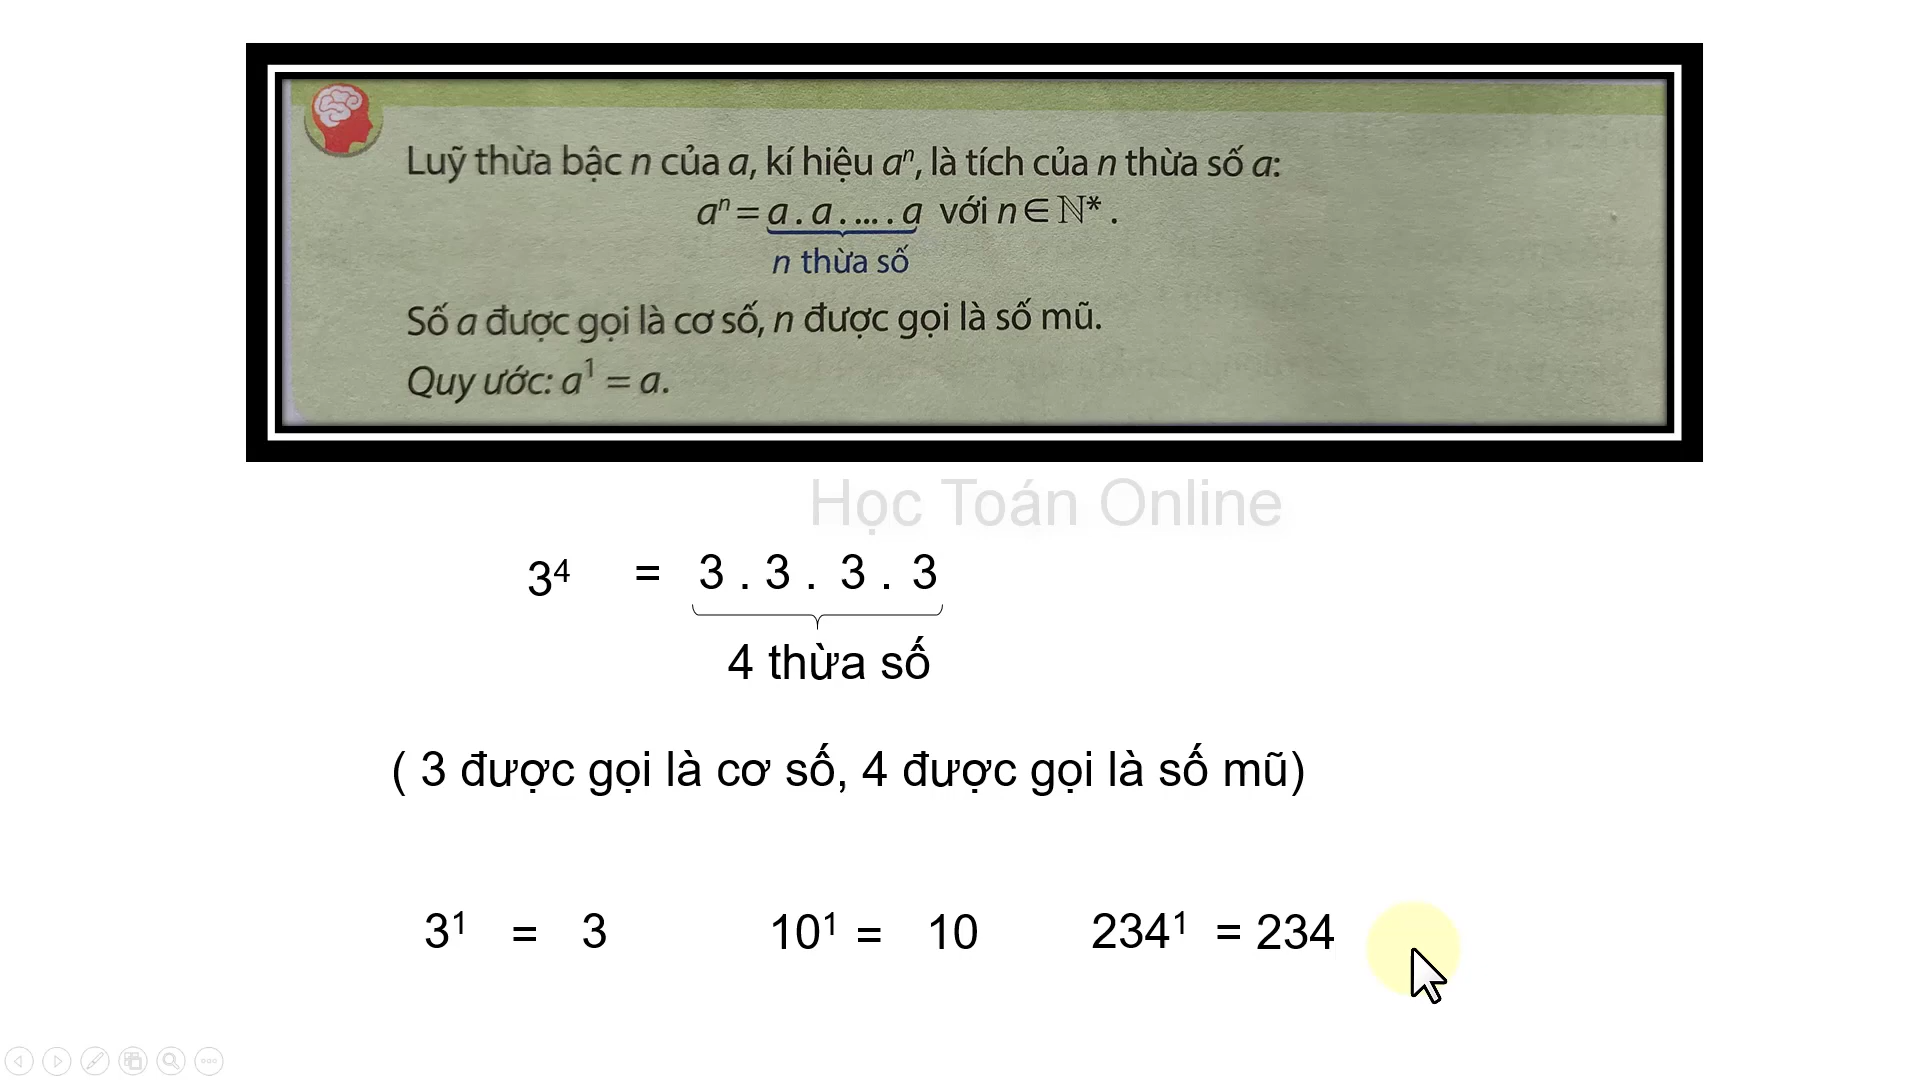 Luỹ thừa bậc n của a, kí hiệu aⁿ, là tích của n thừa số a:
aⁿ = a . a . ... . a với n ∈ ℕ* .
n thừa số
Số a được gọi là cơ số, n được gọi là số mũ.
Quy ước: a¹ = a.
Học Toán Online
3⁴ = 3 . 3 . 3 . 3
4 thừa số
( 3 được gọi là cơ số, 4 được gọi là số mũ)
3¹ = 3 10¹ = 10 234¹ = 234